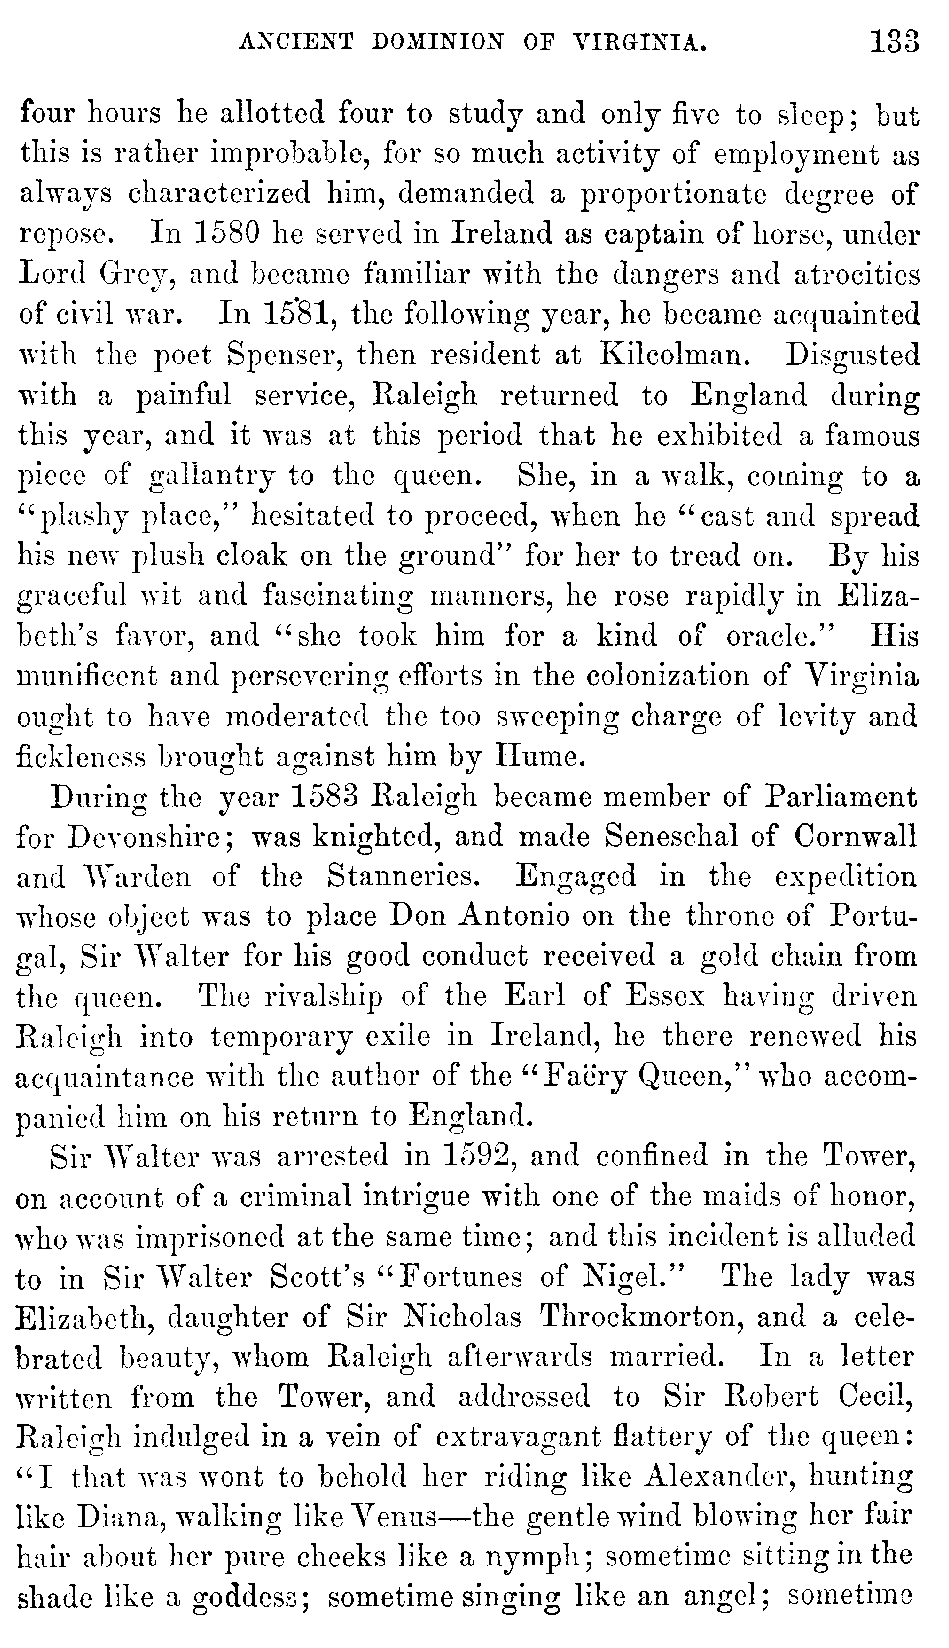 ANCIENT DOMINION OF VIRGINIA. 133
four hours he allotted four to study and only five to sleep; but
this is rather improbable, for so much activity of employment as
always characterized him, demanded a proportionate degree of
repose. In 1580 he served in Ireland as captain of horse, under
Lord Grey, and became familiar with the dangers and atrocities
of civil war. In 1581, the following year, he became acquainted
with the poet Spenser, then resident at Kilcolman. Disgusted
with a painful service, Raleigh returned to England during
this year, and it was at this period that he exhibited a famous
piece of gallantry to the queen. She, in a walk, coming to a
"plashy place," hesitated to proceed, when he "cast and spread
his new plush cloak on the ground" for her to tread on. By his
graceful wit and fascinating manners, he rose rapidly in Eliza-
beth's favor, and "she took him for a kind of oracle." His
munificent and persevering efforts in the colonization of Virginia
ought to have moderated the too sweeping charge of levity and
fickleness brought against him by Hume.
During the year 1583 Raleigh became member of Parliament
for Devonshire; was knighted, and made Seneschal of Cornwall
and Warden of the Stanneries. Engaged in the expedition
whose object was to place Don Antonio on the throne of Portu-
gal, Sir Walter for his good conduct received a gold chain from
the queen. The rivalship of the Earl of Essex having driven
Raleigh into temporary exile in Ireland, he there renewed his
acquaintance with the author of the "Faëry Queen," who accom-
panied him on his return to England.
Sir Walter was arrested in 1592, and confined in the Tower,
on account of a criminal intrigue with one of the maids of honor,
who was imprisoned at the same time; and this incident is alluded
to in Sir Walter Scott's "Fortunes of Nigel." The lady was
Elizabeth, daughter of Sir Nicholas Throckmorton, and a cele-
brated beauty, whom Raleigh afterwards married. In a letter
written from the Tower, and addressed to Sir Robert Cecil,
Raleigh indulged in a vein of extravagant flattery of the queen:
"I that was wont to behold her riding like Alexander, hunting
like Diana, walking like Venus—the gentle wind blowing her fair
hair about her pure cheeks like a nymph; sometime sitting in the
shade like a goddess; sometime singing like an angel; sometime